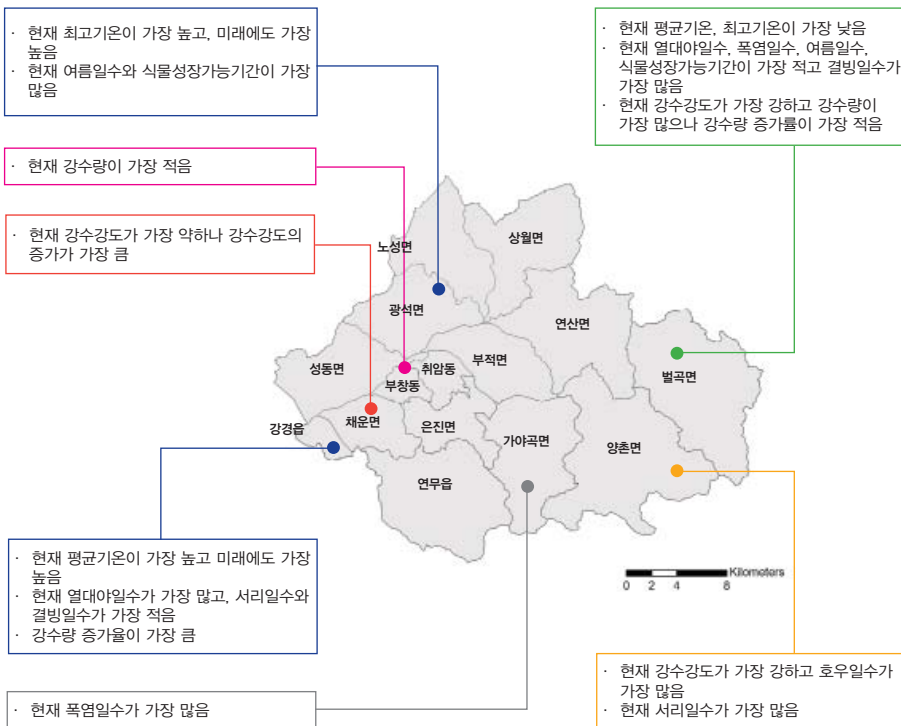 · 현재 최고기온이 가장 높고, 미래에도 가장
높음
· 현재 여름일수와 식물성장가능기간이 가장
많음
· 현재 평균기온, 최고기온이 가장 낮음
· 현재 열대야일수, 폭염일수, 여름일수,
식물성장가능기간이 가장 적고 결빙일수가
가장 많음
· 현재 강수강도가 가장 강하고 강수량이
가장 많으나 강수량 증가률이 가장 적음
· 현재 강수량이 가장 적음
· 현재 강수강도가 가장 약하나 강수강도의
증가가 가장 큼
노성면
상월면
광석면
연산면
성동면
취암동
부적면
벌곡면
부창동
강경읍
채운면
은진면
가야곡면
양촌면
연무읍
Kilometers
0 2 4 8
· 현재 평균기온이 가장 높고 미래에도 가장
높음
· 현재 열대야일수가 가장 많고, 서리일수와
결빙일수가 가장 적음
· 강수량 증가율이 가장 큼
· 현재 폭염일수가 가장 많음
· 현재 강수강도가 가장 강하고 호우일수가
가장 많음
· 현재 서리일수가 가장 많음